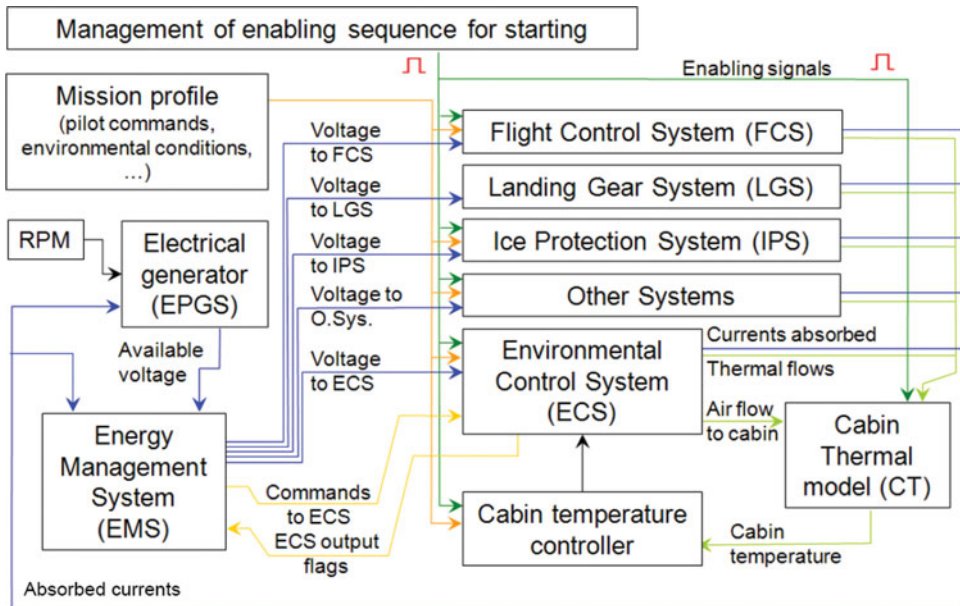 Management of enabling sequence for starting
Enabling signals
Mission profile
(pilot commands,
environmental conditions,
...)
Voltage
to FCS
Flight Control System (FCS)
Voltage
to LGS
Landing Gear System (LGS)
RPM
Electrical
generator
(EPGS)
Voltage
to IPS
Ice Protection System (IPS)
Voltage to
O.Sys.
Other Systems
Available
voltage
Voltage
to ECS
Environmental
Control System
(ECS)
Currents absorbed
Thermal flows
Air flow
to cabin
Cabin
Thermal
model (CT)
Energy
Management
System
(EMS)
Commands
to ECS
ECS output
flags
Cabin temperature
controller
Cabin
temperature
Absorbed currents